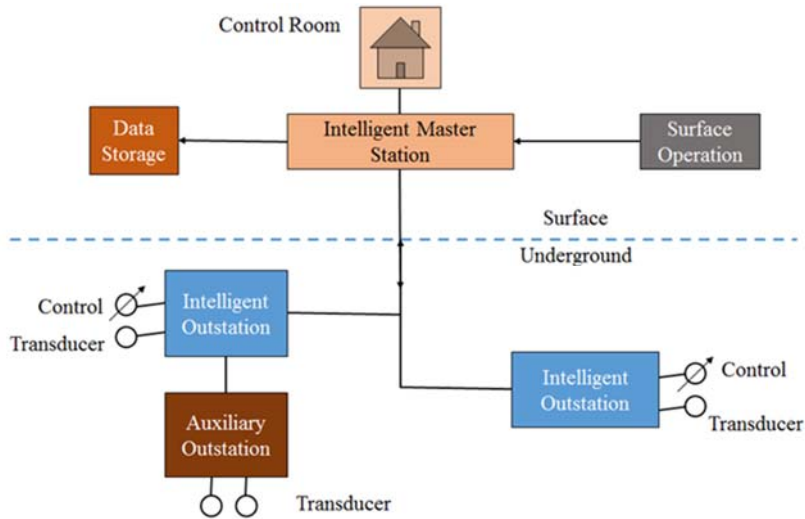 Control Room
Data
Storage
Intelligent Master
Station
Surface
Operation
Surface
Underground
Control
Transducer
Intelligent
Outstation
Intelligent
Outstation
Control
Transducer
Auxiliary
Outstation
Transducer